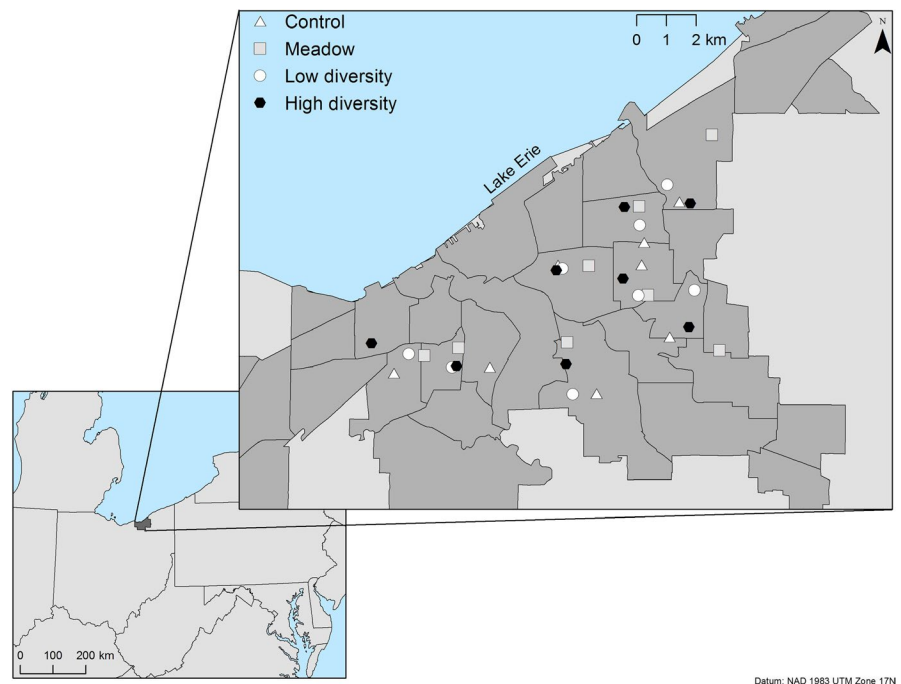 Control
Meadow
Low diversity
High diversity
0 1 2 km
N
Lake Erie
0 100 200 km
Datum: NAD 1983 UTM Zone 17N